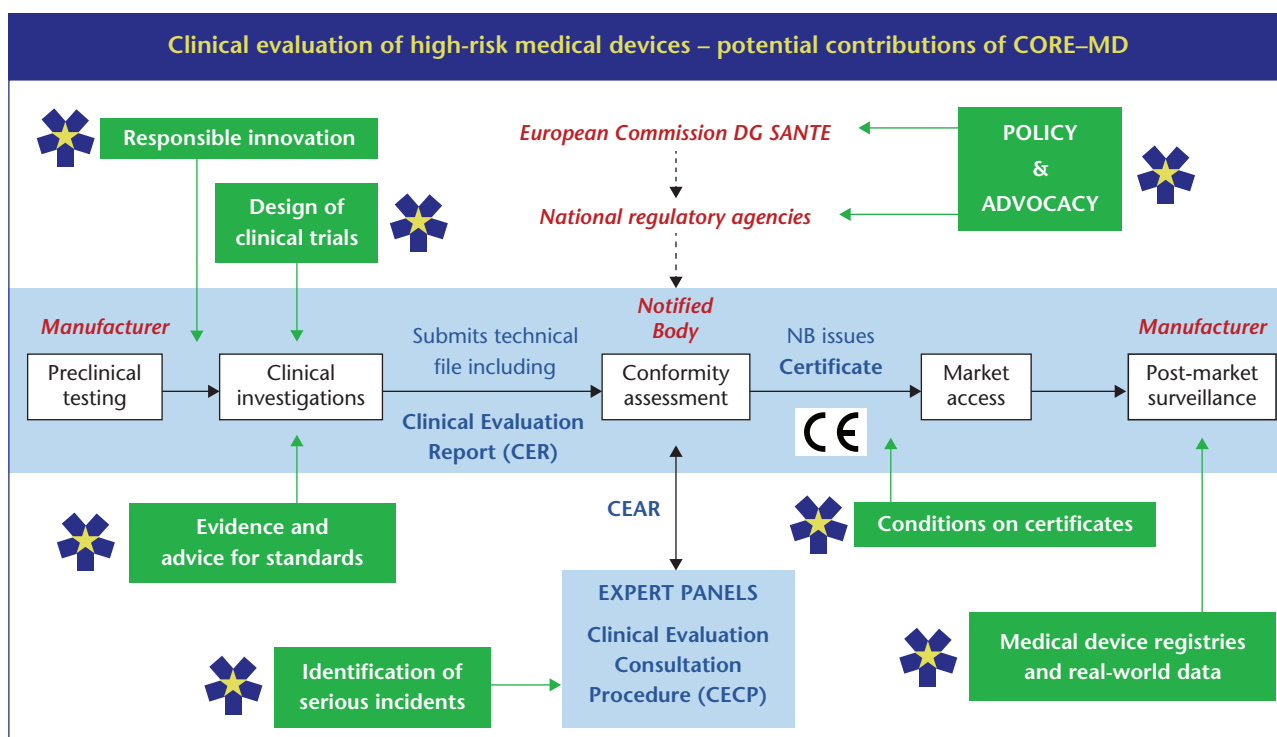 Clinical evaluation of high-risk medical devices – potential contributions of CORE–MD
Responsible innovation
Design of
clinical trials
European Commission DG SANTE
National regulatory agencies
POLICY
&
ADVOCACY
Manufacturer
Preclinical
testing
Clinical
investigations
Submits technical
file including
Clinical Evaluation
Report (CER)
Notified
Body
Conformity
assessment
NB issues
Certificate
CE
Market
access
Manufacturer
Post-market
surveillance
Evidence and
advice for standards
CEAR
Conditions on certificates
EXPERT PANELS
Clinical Evaluation
Consultation
Procedure (CECP)
Identification of
serious incidents
Medical device registries
and real-world data